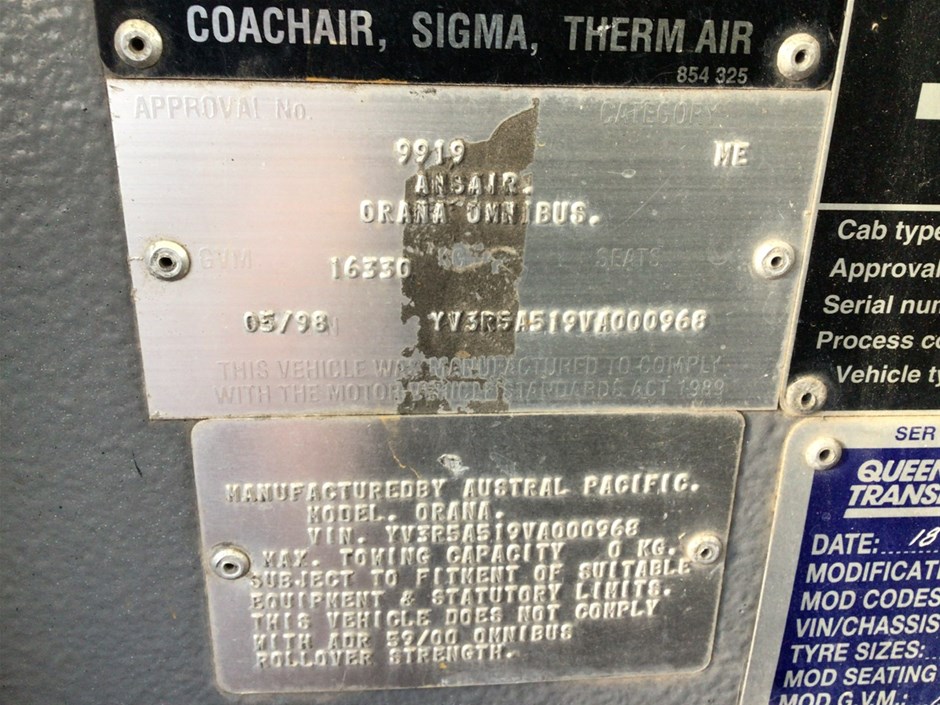 COACHAIR, SIGMA, THERM AIR
854 325
APPROVAL No. CATEGORY
9919 ME
ANSAIR.
ORANA OMNIBUS.
GVM SEATS
16330
05/98 YV3R5A519VA000968
THIS VEHICLE WAS MANUFACTURED TO COMPLY
WITH THE MOTOR VEHICLE STANDARDS ACT 1989
MANUFACTUREDBY AUSTRAL PACIFIC.
MODEL. ORANA.
VIN. YV3R5A519VA000968
MAX. TOWING CAPACITY 0 KG.
SUBJECT TO FITMENT OF SUITABLE
EQUIPMENT & STATUTORY LIMITS.
THIS VEHICLE DOES NOT COMPLY
WITH ADR 59/00 OMNIBUS
ROLLOVER STRENGTH.
Cab type
Approval
Serial num
Process co
Vehicle ty
SER
QUEEN
TRANS
DATE: 18
MODIFICATI
MOD CODES
VIN/CHASSIS
TYRE SIZES:
MOD SEATING
MOD G.V.M.: